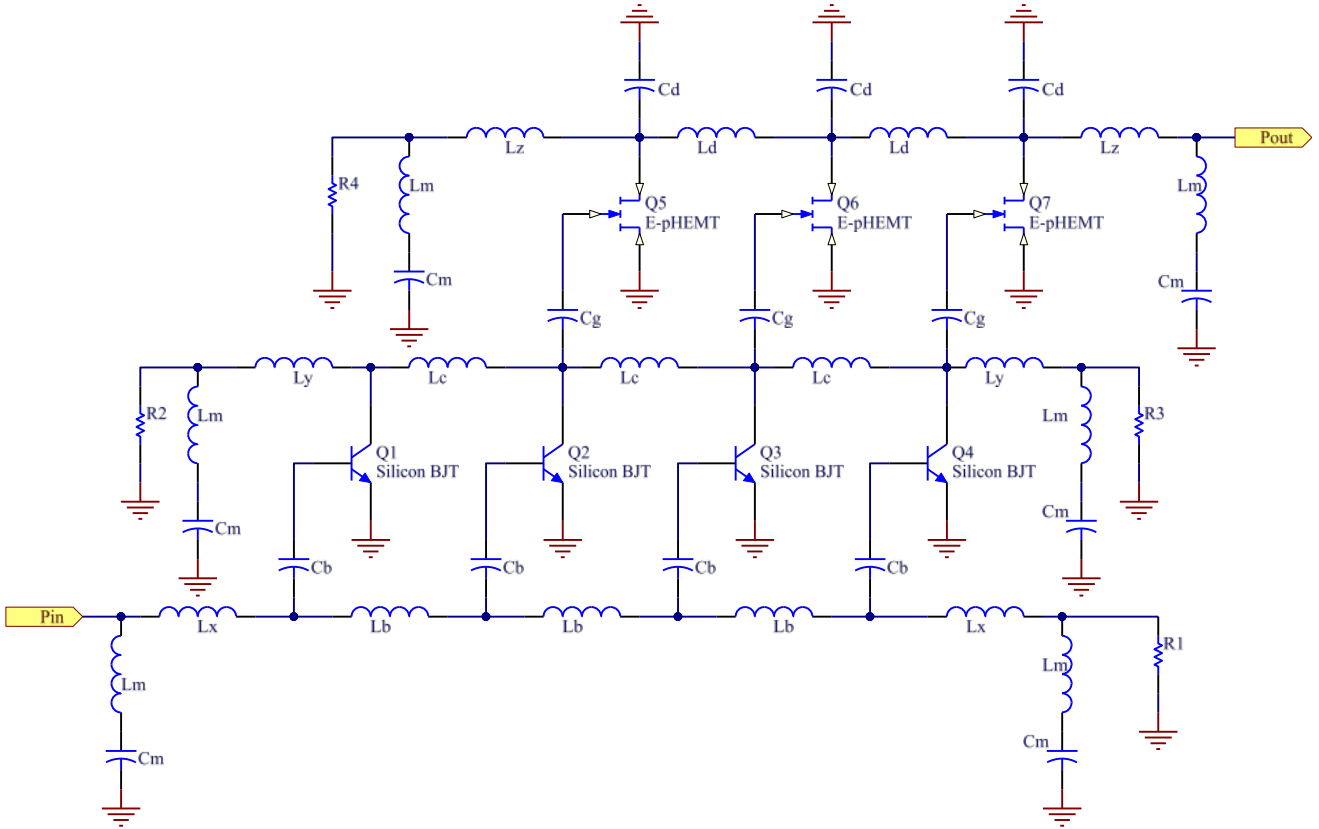 Cd
Cd
Cd
Lz
Ld
Ld
Lz
Pout
R4
Lm
Q5
E-pHEMT
Q6
E-pHEMT
Q7
E-pHEMT
Lm
Cm
Cm
Cg
Cg
Cg
Ly
Lc
Lc
Lc
Ly
R2
Lm
Lm
R3
Q1
Silicon BJT
Q2
Silicon BJT
Q3
Silicon BJT
Q4
Silicon BJT
Cm
Cm
Cb
Cb
Cb
Cb
Pin
Lx
Lb
Lb
Lb
Lx
R1
Lm
Lm
Cm
Cm